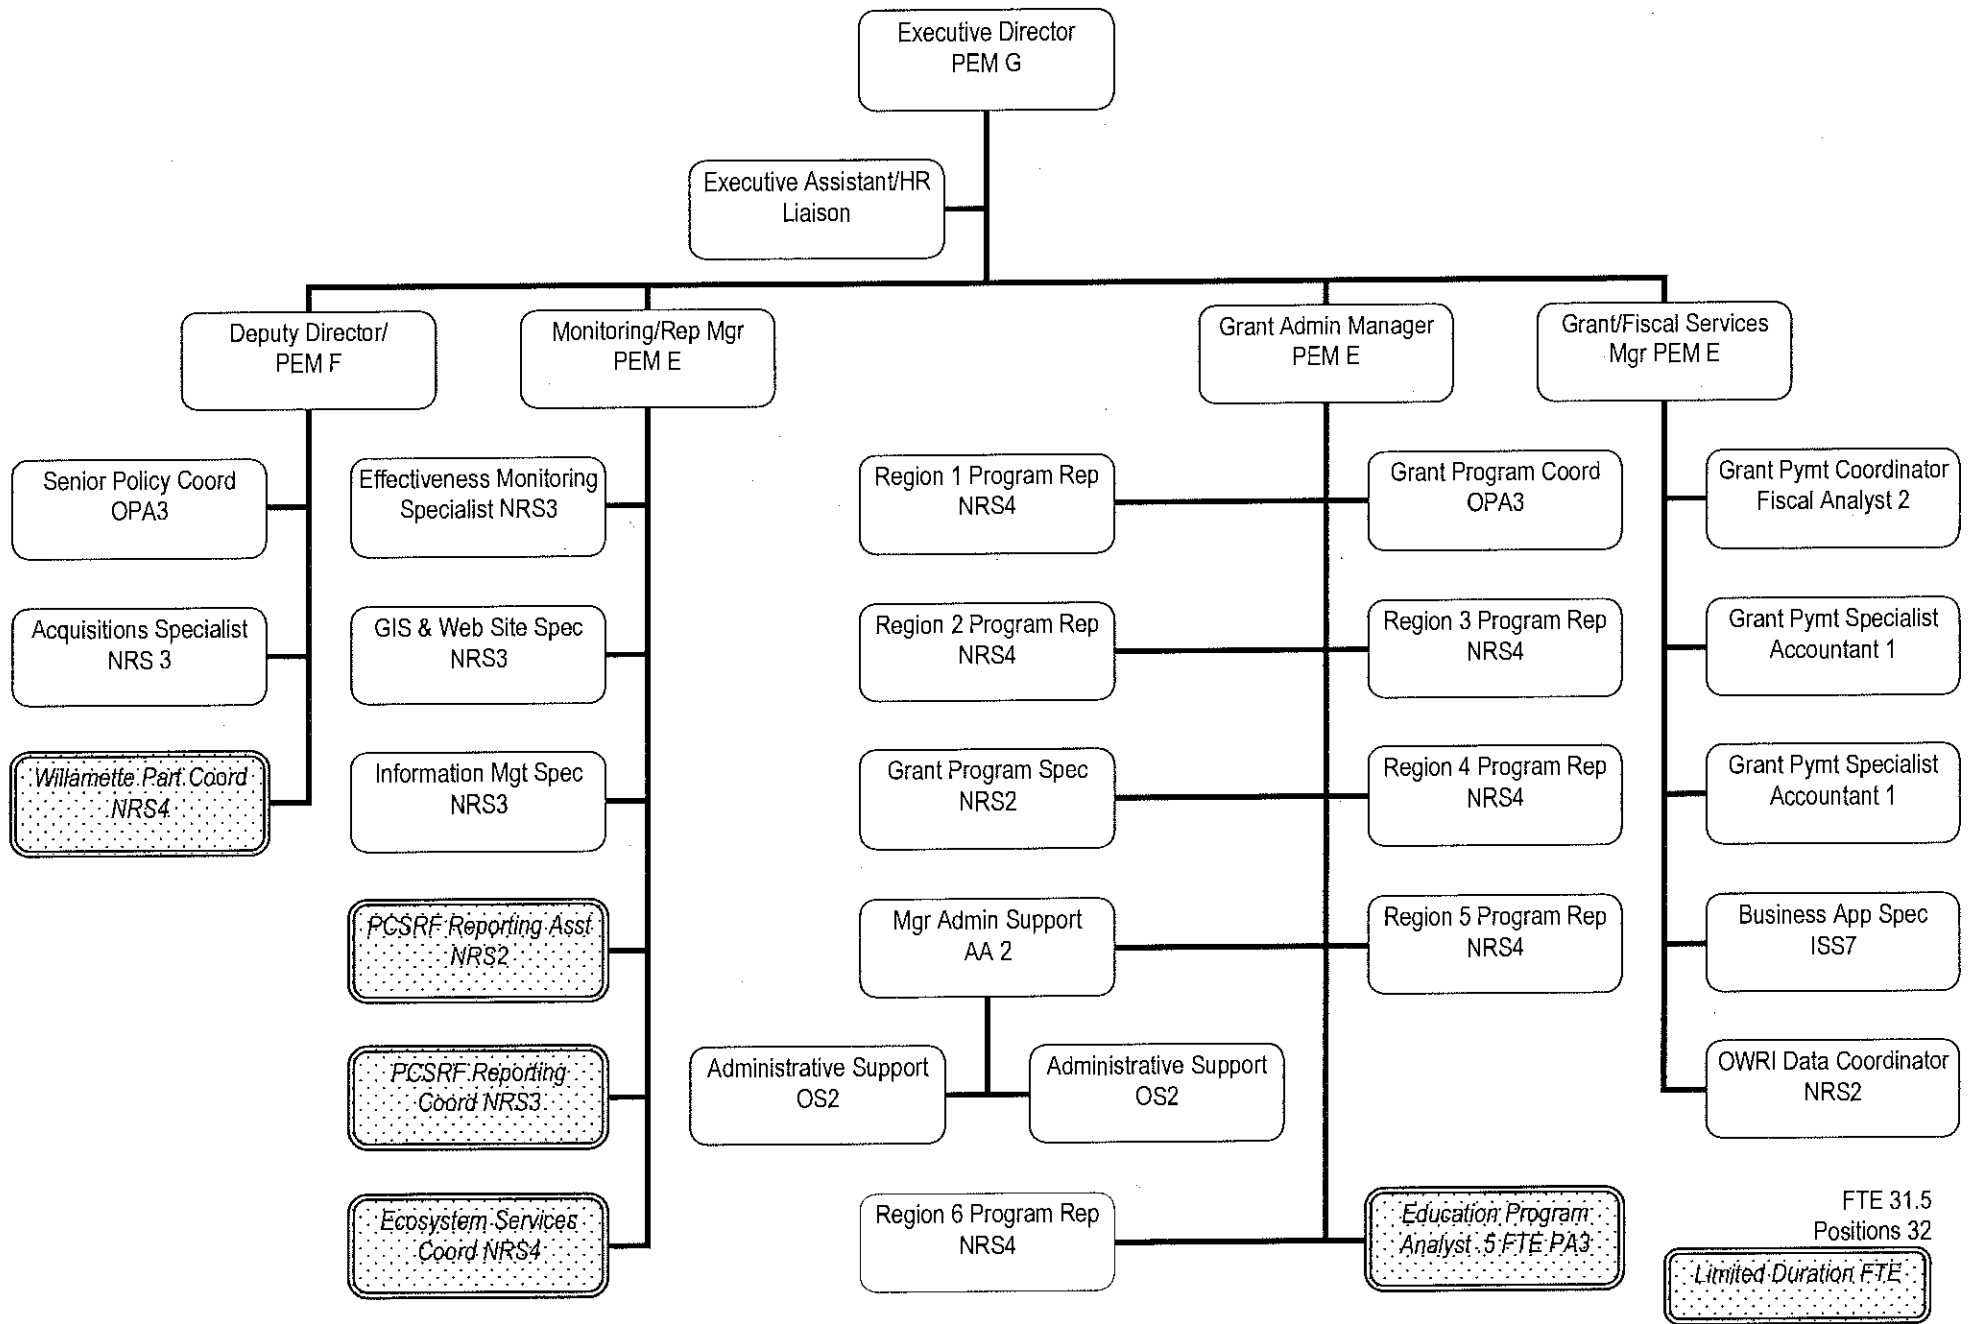 Executive Director
PEM G
Executive Assistant/HR
Liaison
Deputy Director/
PEM F
Monitoring/Rep Mgr
PEM E
Grant Admin Manager
PEM E
Grant/Fiscal Services
Mgr PEM E
Senior Policy Coord
OPA3
Effectiveness Monitoring
Specialist NRS3
Region 1 Program Rep
NRS4
Grant Program Coord
OPA3
Grant Pymt Coordinator
Fiscal Analyst 2
Acquisitions Specialist
NRS 3
GIS & Web Site Spec
NRS3
Region 2 Program Rep
NRS4
Region 3 Program Rep
NRS4
Grant Pymt Specialist
Accountant 1
Willamette Part Coord
NRS4
Information Mgt Spec
NRS3
Grant Program Spec
NRS2
Region 4 Program Rep
NRS4
Grant Pymt Specialist
Accountant 1
PCSRF Reporting Asst
NRS2
Mgr Admin Support
AA 2
Region 5 Program Rep
NRS4
Business App Spec
ISS7
PCSRF Reporting
Coord NRS3
Administrative Support
OS2
Administrative Support
OS2
OWRI Data Coordinator
NRS2
Ecosystem Services
Coord NRS4
Region 6 Program Rep
NRS4
Education Program
Analyst .5 FTE PA3
FTE 31.5
Positions 32
Limited Duration FTE